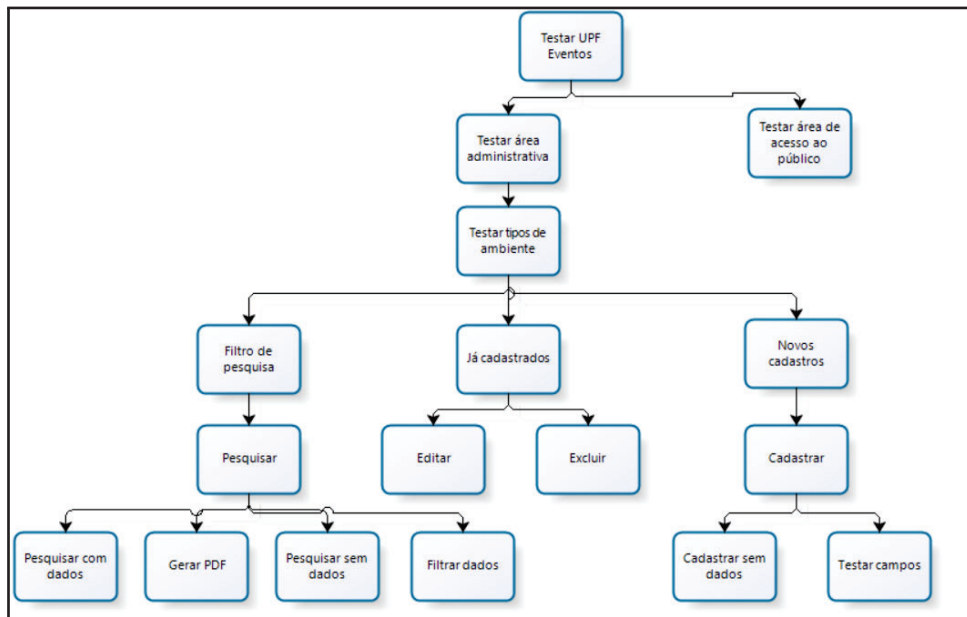 Testar UPF
Eventos
Testar área
administrativa
Testar área de
acesso ao
público
Testar tipos de
ambiente
Filtro de
pesquisa
Já cadastrados
Novos
cadastros
Pesquisar
Editar
Excluir
Cadastrar
Pesquisar com
dados
Gerar PDF
Pesquisar sem
dados
Filtrar dados
Cadastrar sem
dados
Testar campos